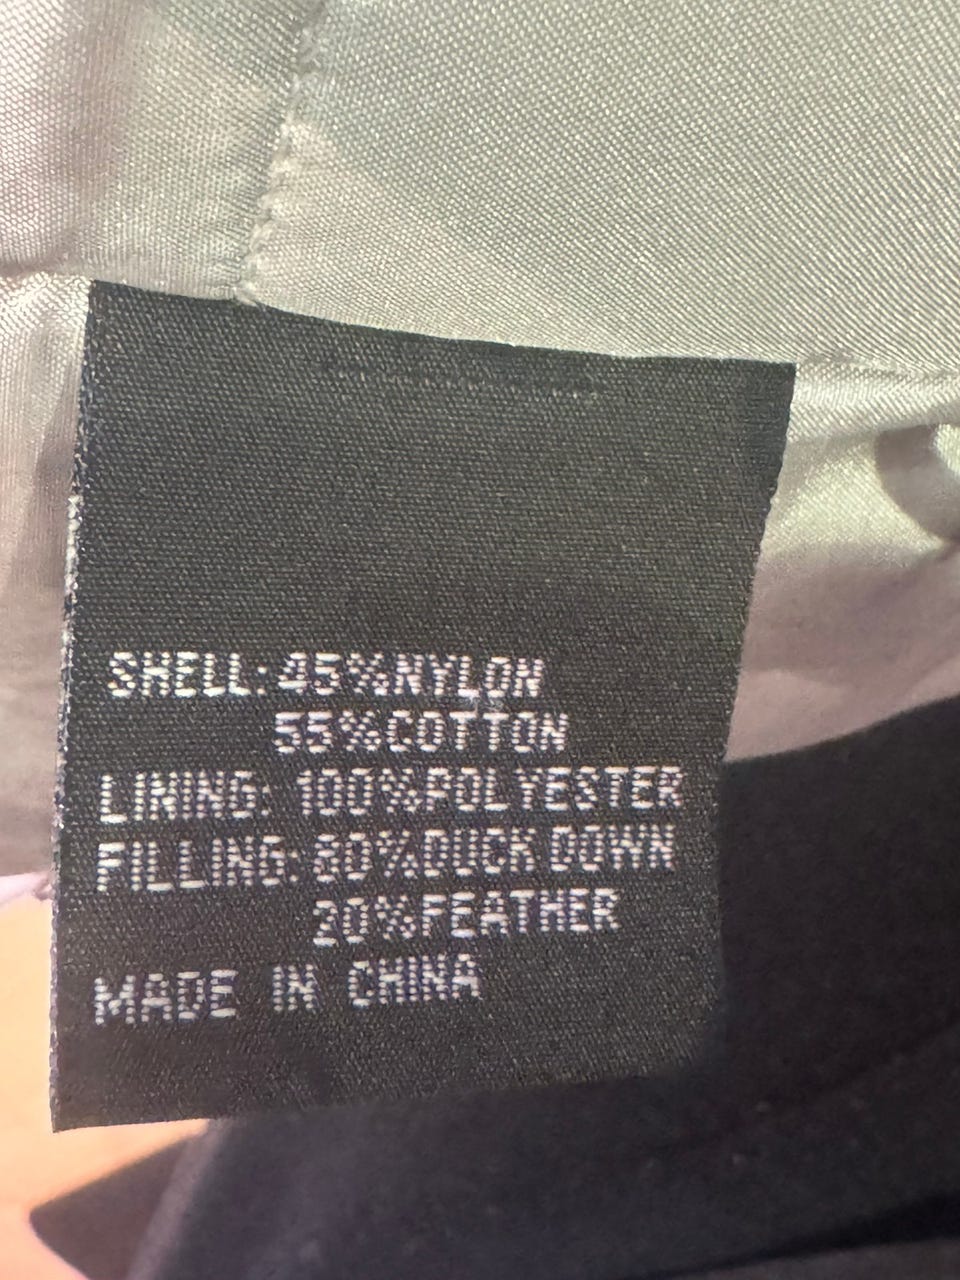 SHELL: 45%NYLON
55%COTTON
LINING: 100%POLYESTER
FILLING: 80%DUCK DOWN
20%FEATHER
MADE IN CHINA